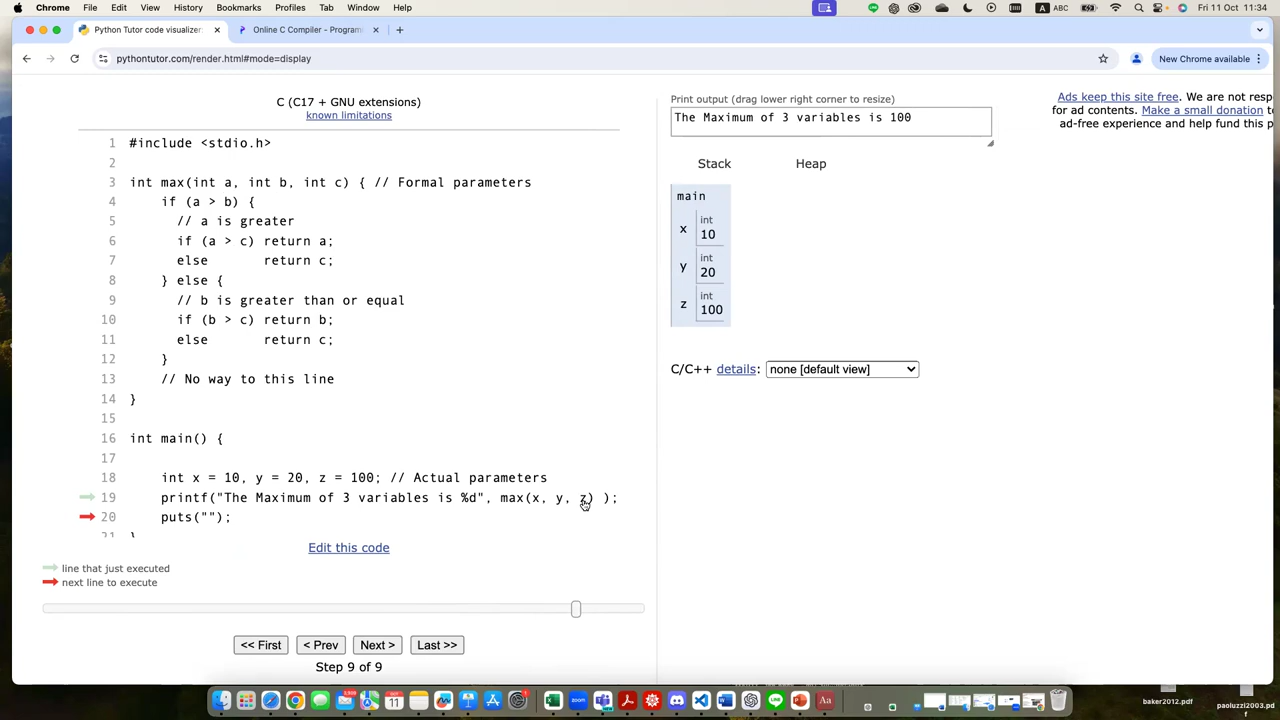 Chrome File Edit View History Bookmarks Profiles Tab Window Help
A ABC Fri 11 Oct 11:34
Python Tutor code visualizer
Online C Compiler - Program
pythontutor.com/render.html#mode=display
New Chrome available
C (C17 + GNU extensions)
known limitations
1 #include <stdio.h>
2
3 int max(int a, int b, int c) { // Formal parameters
4 if (a > b) {
5 // a is greater
6 if (a > c) return a;
7 else return c;
8 } else {
9 // b is greater than or equal
10 if (b > c) return b;
11 else return c;
12 }
13 // No way to this line
14 }
15
16 int main() {
17
18 int x = 10, y = 20, z = 100; // Actual parameters
19 printf("The Maximum of 3 variables is %d", max(x, y, z) );
20 puts("");
21 }
Edit this code
line that just executed
next line to execute
<< First < Prev Next > Last >>
Step 9 of 9
Print output (drag lower right corner to resize)
The Maximum of 3 variables is 100
Stack Heap
main
x int 10
y int 20
z int 100
C/C++ details: none [default view]
Ads keep this site free. We are not resp
for ad contents. Make a small donation to
ad-free experience and help fund this p
baker2012.pdf
paoluzzi2003.pd
f